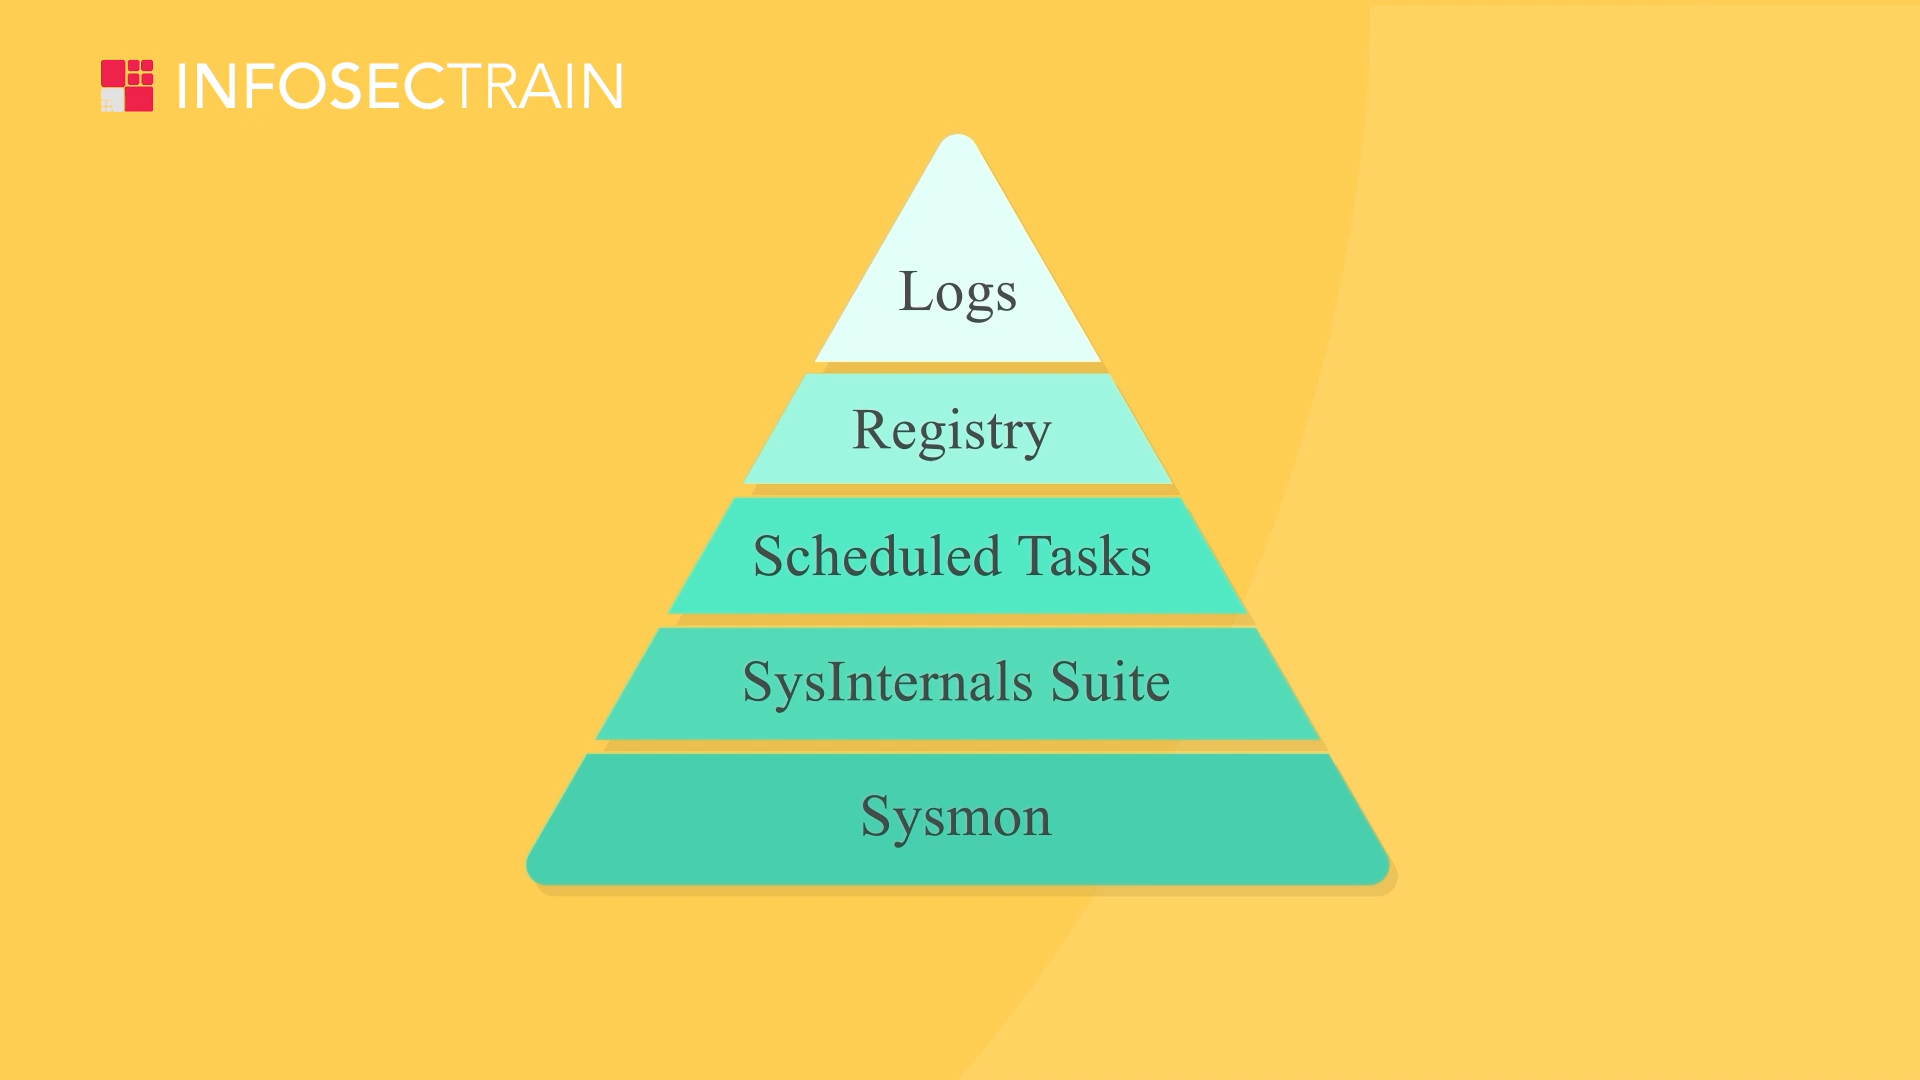 INFOSECTRAIN
Logs
Registry
Scheduled Tasks
SysInternals Suite
Sysmon